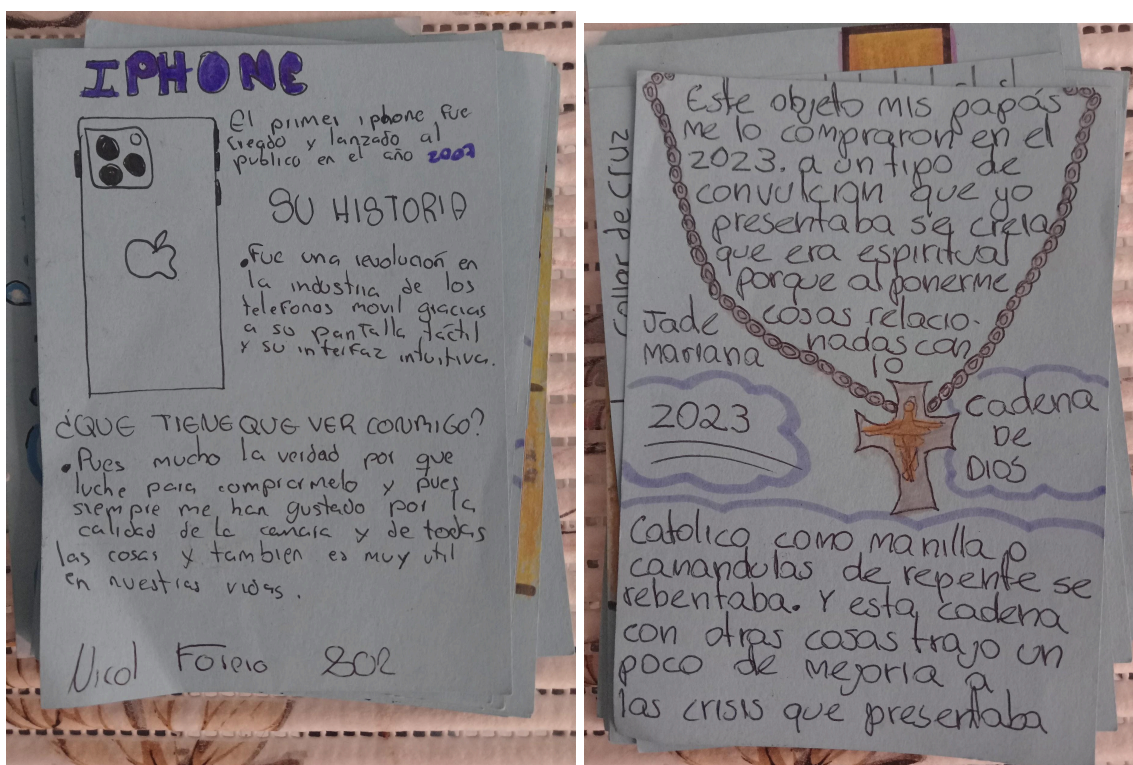 IPHONE
El primer iphone fue
creado y lanzado al
publico en el año 2007
SU HISTORIA
• Fue una revolución en
la industria de los
telefonos movil gracias
a su pantalla táctil
y su interfaz intuitiva.
¿QUE TIENE QUE VER CONMIGO?
• Pues mucho la verdad por que
luche para comprarmelo y pues
siempre me han gustado por la
calidad de la camara y de todas
las cosas y tambien es muy util
en nuestras vidas.
Nicol Forero 802
Este objeto mis papás
me lo compraron en el
2023. a un tipo de
convulcion que yo
presentaba se creía
que era espiritual
porque al ponerme
cosas relacio-
nadas con
lo
Jade
Mariana
2023
Cadena
DE
DIOS
Catolico como manilla o
camandulas de repente se
rebentaba. Y esta cadena
con otras cosas trajo un
poco de mejoria a
las crisis que presentaba
Collar de cruz